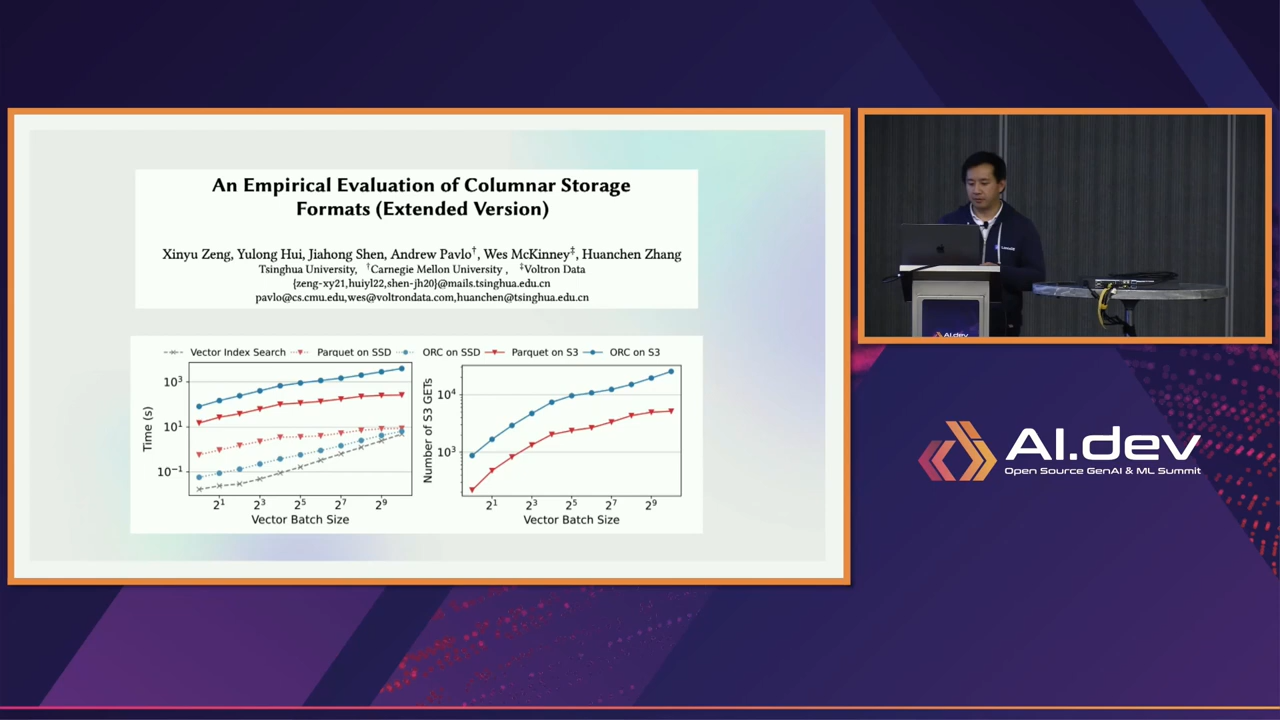 An Empirical Evaluation of Columnar Storage
Formats (Extended Version)
Xinyu Zeng, Yulong Hui, Jiahong Shen, Andrew Pavlo†, Wes McKinney‡, Huanchen Zhang
Tsinghua University, †Carnegie Mellon University , ‡Voltron Data
{zeng-xy21,huiyl22,shen-jh20}@mails.tsinghua.edu.cn
pavlo@cs.cmu.edu,wes@voltrondata.com,huanchen@tsinghua.edu.cn
Vector Index Search Parquet on SSD ORC on SSD Parquet on S3 ORC on S3
Time (s)
10³
10¹
10⁻¹
2¹ 2³ 2⁵ 2⁷ 2⁹
Vector Batch Size
Number of S3 GETs
10⁴
10³
2¹ 2³ 2⁵ 2⁷ 2⁹
Vector Batch Size
AI.dev
AI.dev
Open Source GenAI & ML Summit